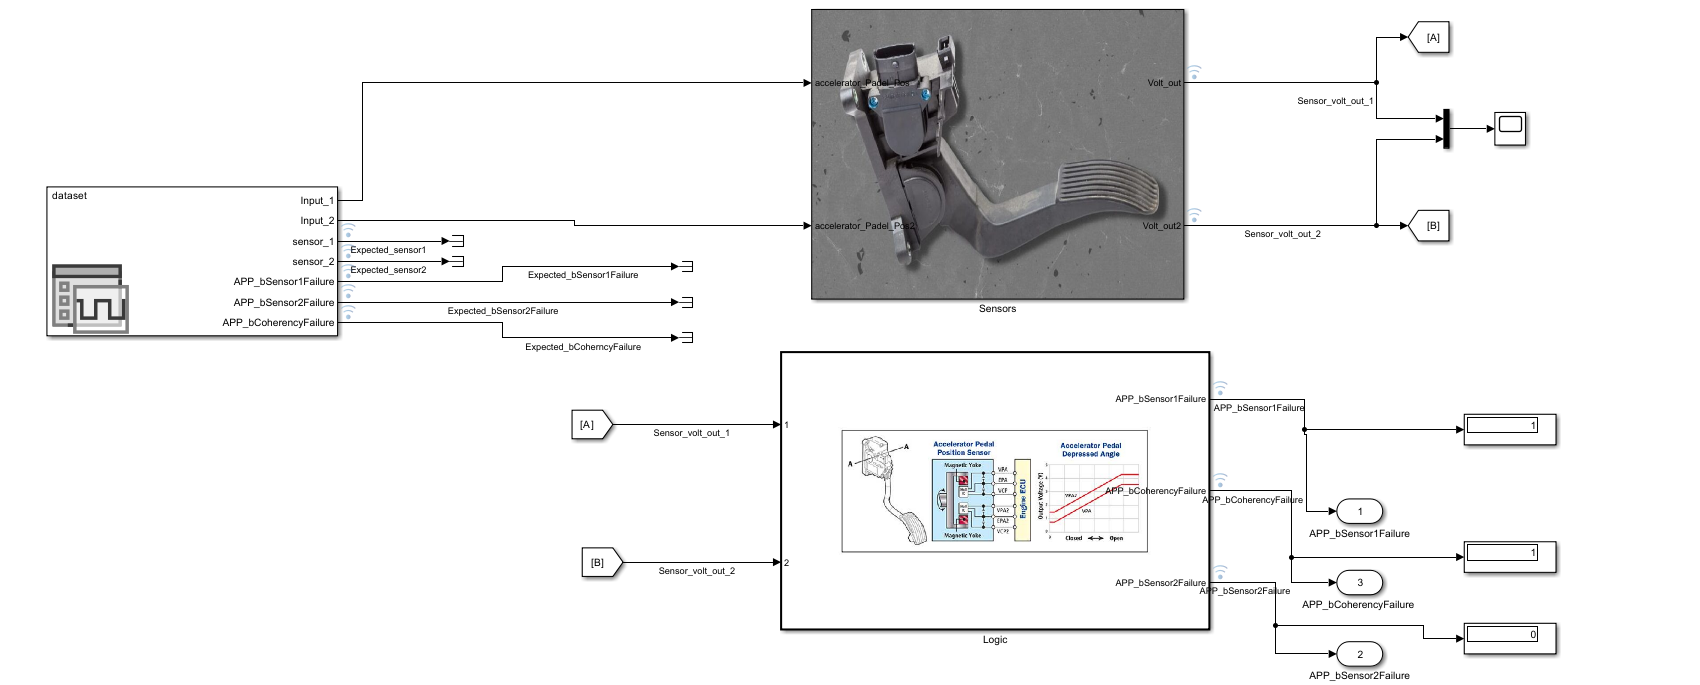 [A]
accelerator_Padel_Pos
Volt_out
Sensor_volt_out_1
dataset
Input_1
Input_2
sensor_1
Expected_sensor1
sensor_2
Expected_sensor2
APP_bSensor1Failure
Expected_bSensor1Failure
APP_bSensor2Failure
Expected_bSensor2Failure
APP_bCoherencyFailure
Expected_bCoherncyFailure
accelerator_Padel_Pos2
Volt_out2
Sensor_volt_out_2
[B]
Sensors
[A]
Sensor_volt_out_1
1
[B]
Sensor_volt_out_2
2
A
A
Accelerator Pedal
Position Sensor
Magnetic Yoke
VPA
EPA
VCP
VPA2
EPA2
VCP2
Magnetic Yoke
Engine ECU
Accelerator Pedal
Depressed Angle
Output Voltage (V)
VPA2
VPA
Closed
Open
APP_bSensor1Failure
APP_bSensor1Failure
1
APP_bCoherencyFailure
APP_bCoherencyFailure
1
APP_bSensor1Failure
1
APP_bSensor2Failure
APP_bSensor2Failure
3
APP_bCoherencyFailure
0
2
APP_bSensor2Failure
Logic